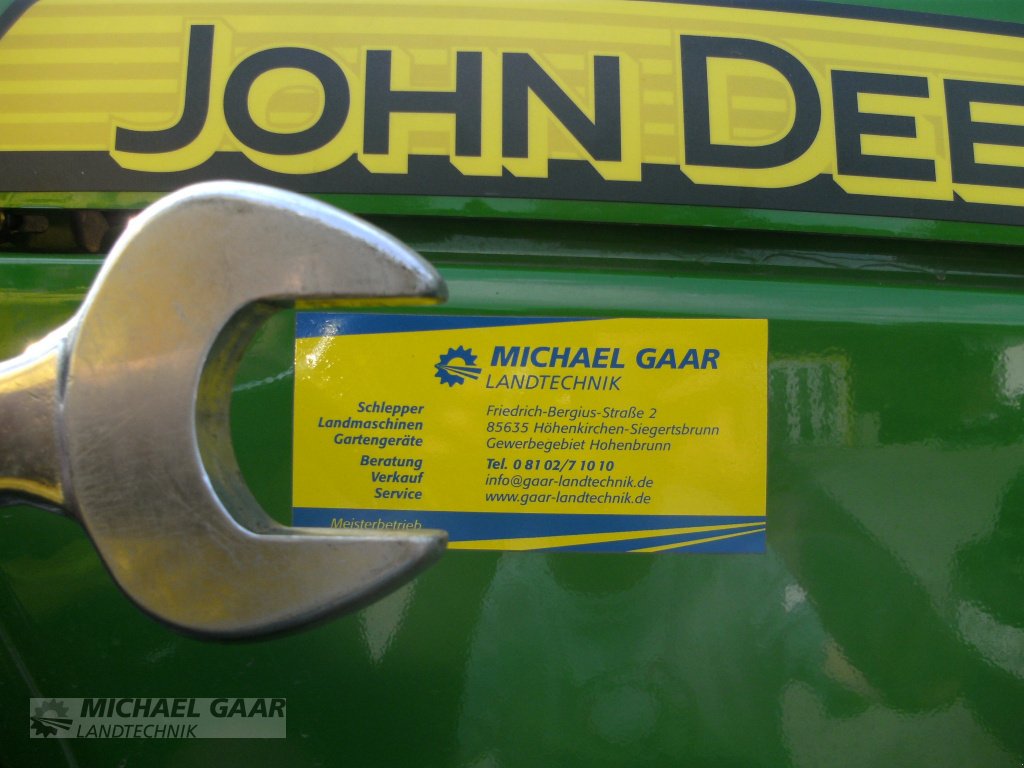 JOHN DEE
MICHAEL GAAR
LANDTECHNIK
Schlepper
Landmaschinen
Gartengeräte
Beratung
Verkauf
Service
Friedrich-Bergius-Straße 2
85635 Höhenkirchen-Siegertsbrunn
Gewerbegebiet Hohenbrunn
Tel. 0 81 02/7 10 10
info@gaar-landtechnik.de
www.gaar-landtechnik.de
Meisterbetrieb
MICHAEL GAAR
LANDTECHNIK